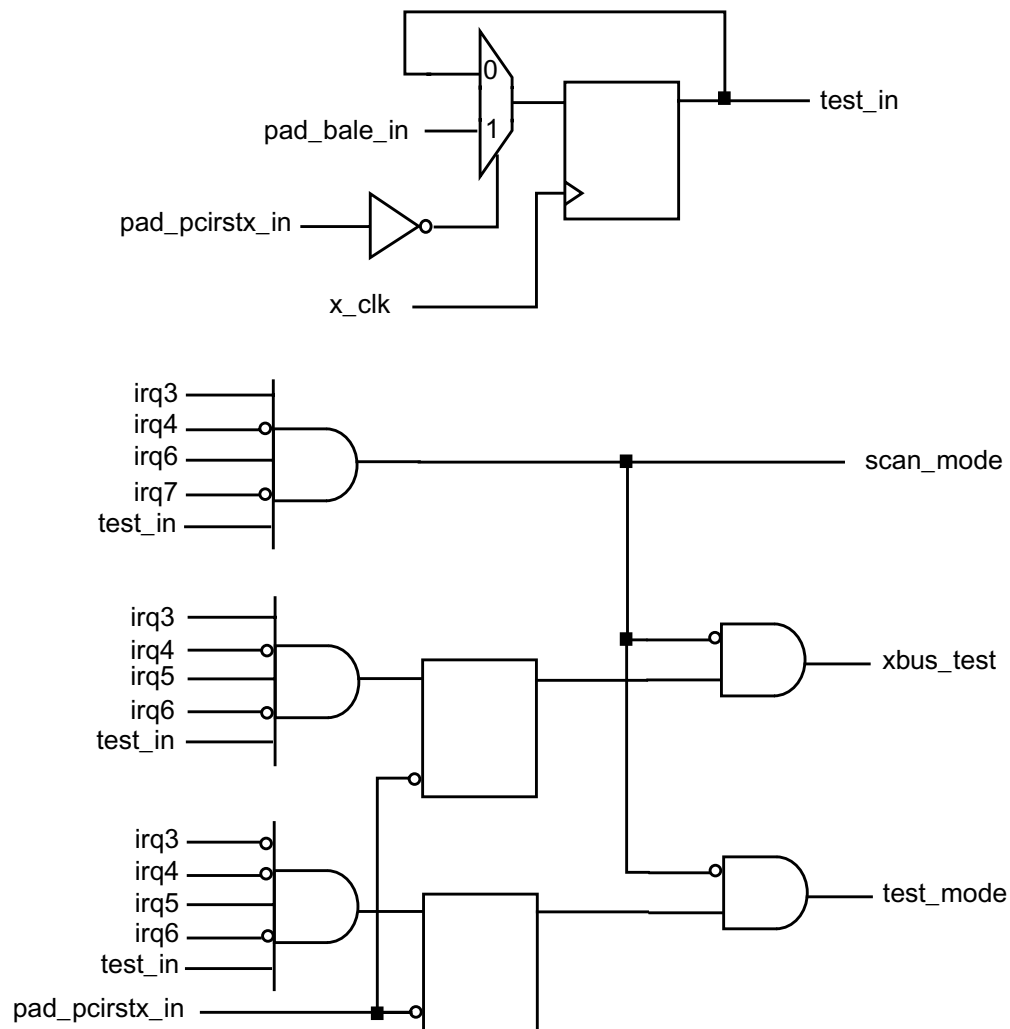 0
test_in
pad_bale_in
1
pad_pcirstx_in
x_clk
irq3
irq4
irq6
irq7
test_in
scan_mode
irq3
irq4
irq5
irq6
test_in
xbus_test
irq3
irq4
irq5
irq6
test_in
test_mode
pad_pcirstx_in